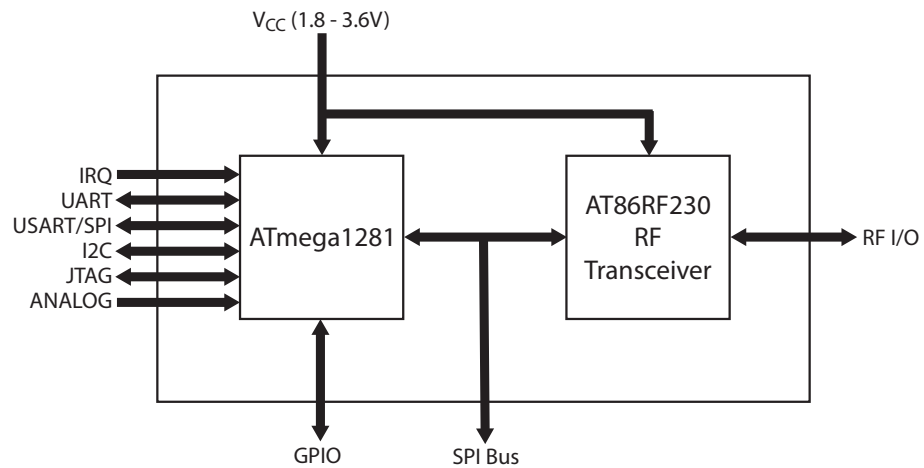 VCC (1.8 - 3.6V)
IRQ
UART
USART/SPI
I2C
JTAG
ANALOG
ATmega1281
AT86RF230
RF
Transceiver
RF I/O
GPIO
SPI Bus